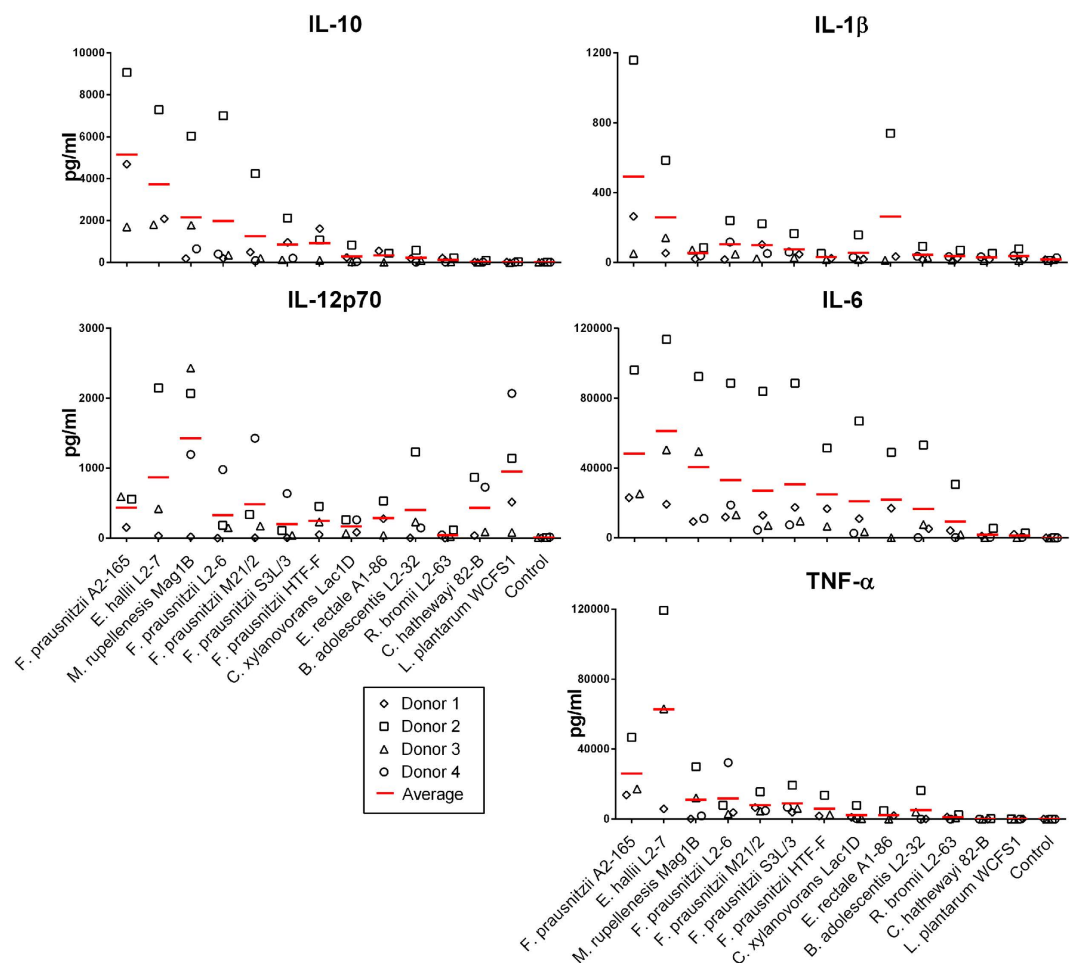 IL-10
pg/ml
10000
8000
6000
4000
2000
0
IL-1β
1200
800
400
0
IL-12p70
pg/ml
3000
2000
1000
0
F. prausnitzii A2-165
E. hallii L2-7
M. rupellenesis Mag1B
F. prausnitzii L2-6
F. prausnitzii M21/2
F. prausnitzii S3L/3
F. prausnitzii HTF-F
C. xylanovorans Lac1D
E. rectale A1-86
B. adolescentis L2-32
R. bromii L2-63
C. hathewayi 82-B
L. plantarum WCFS1
Control
IL-6
120000
80000
40000
0
Donor 1
Donor 2
Donor 3
Donor 4
Average
TNF-α
pg/ml
120000
80000
40000
0
F. prausnitzii A2-165
E. hallii L2-7
M. rupellenesis Mag1B
F. prausnitzii L2-6
F. prausnitzii M21/2
F. prausnitzii S3L/3
F. prausnitzii HTF-F
C. xylanovorans Lac1D
E. rectale A1-86
B. adolescentis L2-32
R. bromii L2-63
C. hathewayi 82-B
L. plantarum WCFS1
Control